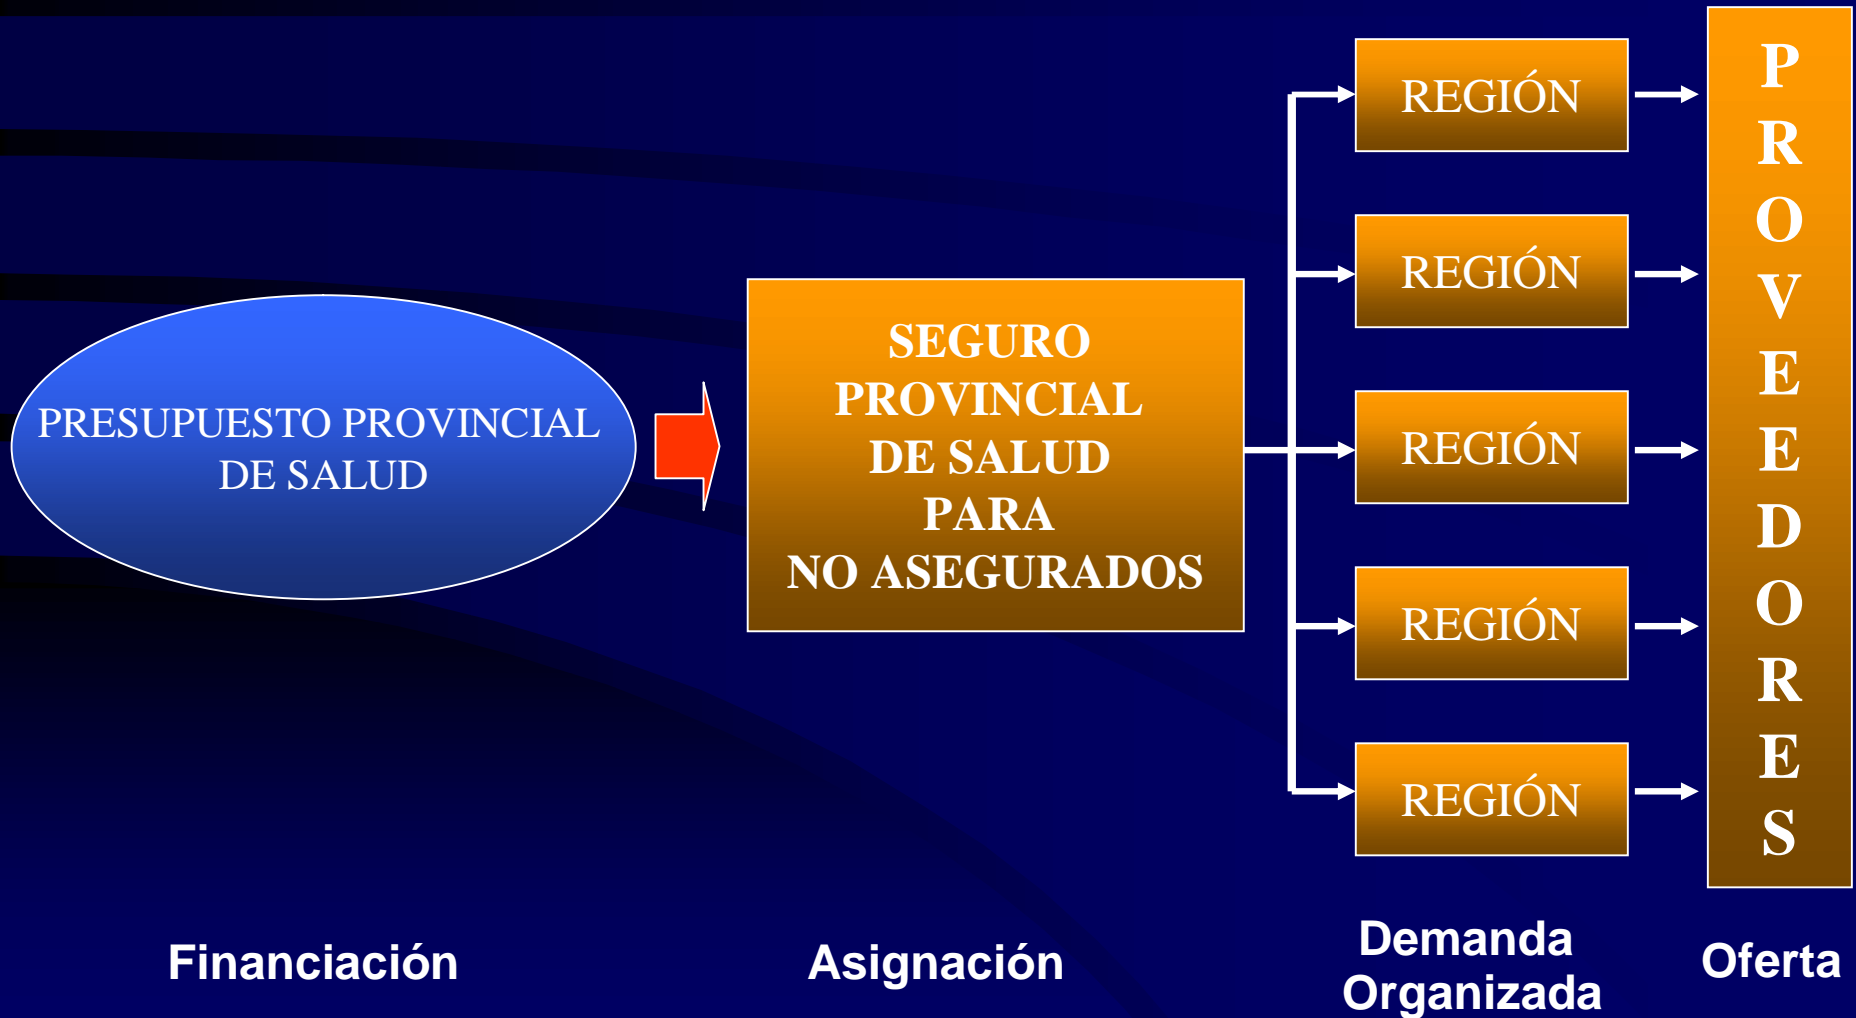 PRESUPUESTO PROVINCIAL
DE SALUD
SEGURO
PROVINCIAL
DE SALUD
PARA
NO ASEGURADOS
REGIÓN
REGIÓN
REGIÓN
REGIÓN
REGIÓN
P
R
O
V
E
E
D
O
R
E
S
Financiación
Asignación
Demanda
Organizada
Oferta